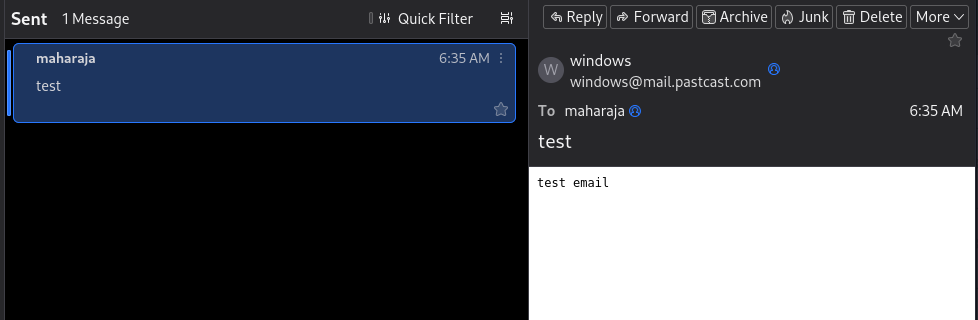 Sent 1 Message Quick Filter
maharaja 6:35 AM
test
Reply Forward Archive Junk Delete More
W windows
windows@mail.pastcast.com
To maharaja 6:35 AM
test
test email